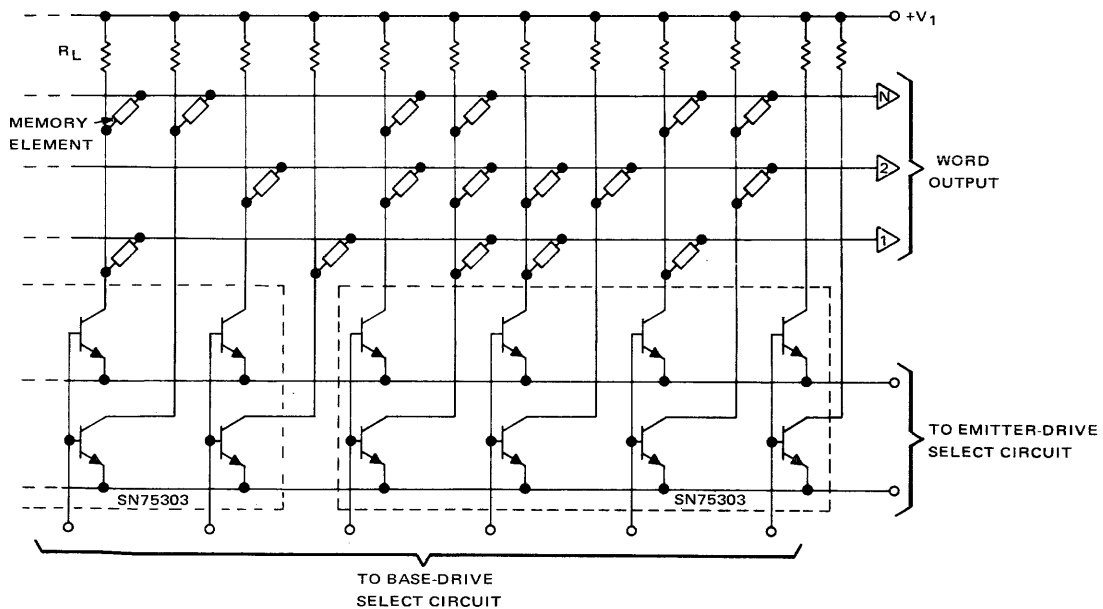 +V1
RL
N
MEMORY
ELEMENT
2
WORD
OUTPUT
1
TO EMITTER-DRIVE
SELECT CIRCUIT
SN75303
SN75303
TO BASE-DRIVE
SELECT CIRCUIT